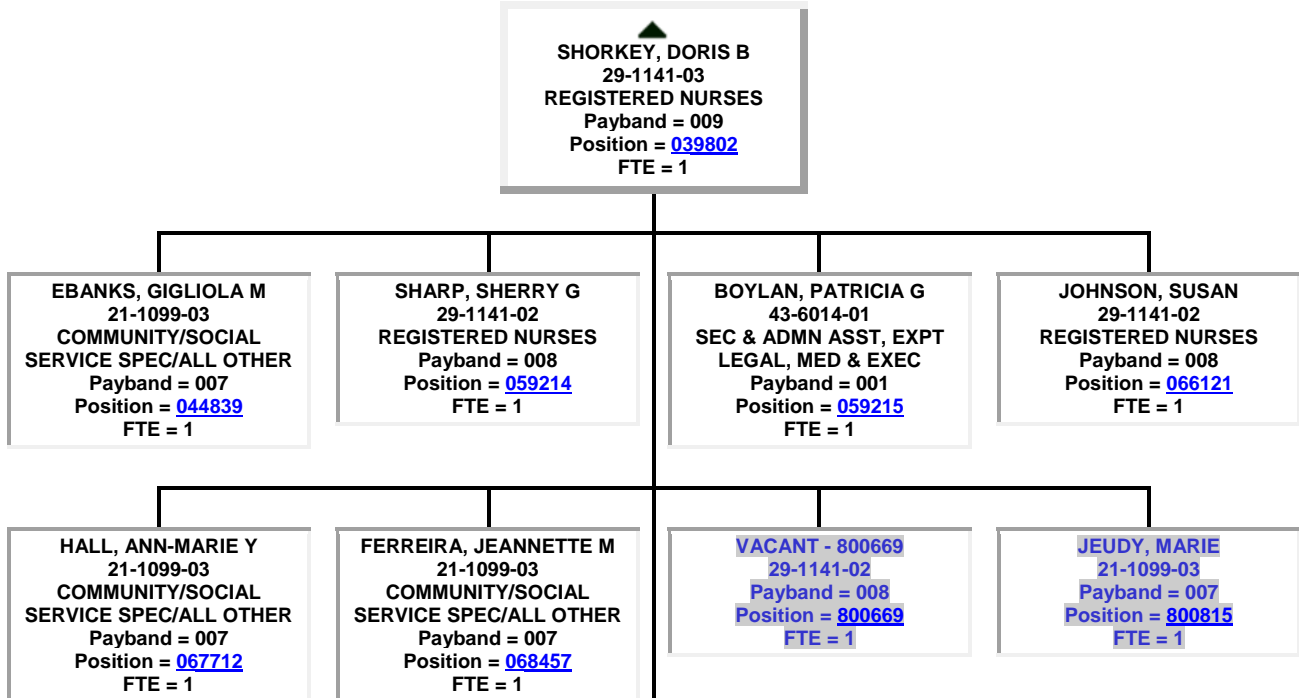 SHORKEY, DORIS B
29-1141-03
REGISTERED NURSES
Payband = 009
Position = 039802
FTE = 1
EBANKS, GIGLIOLA M
21-1099-03
COMMUNITY/SOCIAL
SERVICE SPEC/ALL OTHER
Payband = 007
Position = 044839
FTE = 1
SHARP, SHERRY G
29-1141-02
REGISTERED NURSES
Payband = 008
Position = 059214
FTE = 1
BOYLAN, PATRICIA G
43-6014-01
SEC & ADMN ASST, EXPT
LEGAL, MED & EXEC
Payband = 001
Position = 059215
FTE = 1
JOHNSON, SUSAN
29-1141-02
REGISTERED NURSES
Payband = 008
Position = 066121
FTE = 1
HALL, ANN-MARIE Y
21-1099-03
COMMUNITY/SOCIAL
SERVICE SPEC/ALL OTHER
Payband = 007
Position = 067712
FTE = 1
FERREIRA, JEANNETTE M
21-1099-03
COMMUNITY/SOCIAL
SERVICE SPEC/ALL OTHER
Payband = 007
Position = 068457
FTE = 1
VACANT - 800669
29-1141-02
Payband = 008
Position = 800669
FTE = 1
JEUDY, MARIE
21-1099-03
Payband = 007
Position = 800815
FTE = 1